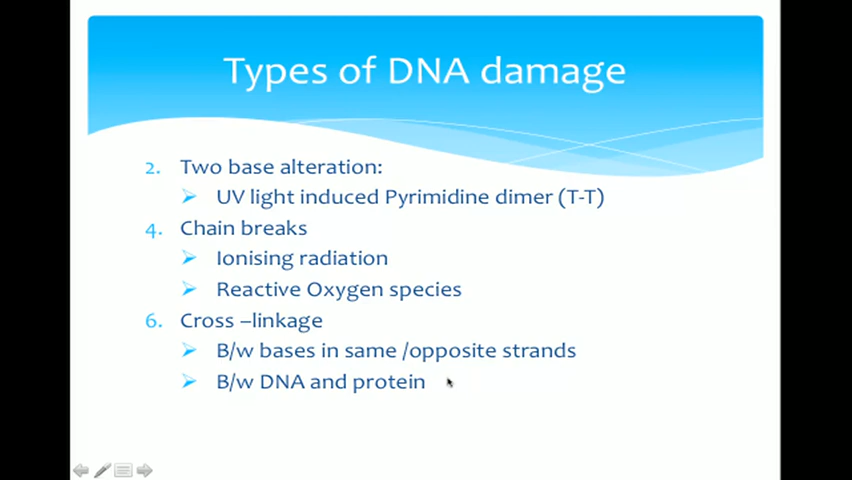 Types of DNA damage
2. Two base alteration:
➢ UV light induced Pyrimidine dimer (T-T)
4. Chain breaks
➢ Ionising radiation
➢ Reactive Oxygen species
6. Cross –linkage
➢ B/w bases in same /opposite strands
➢ B/w DNA and protein